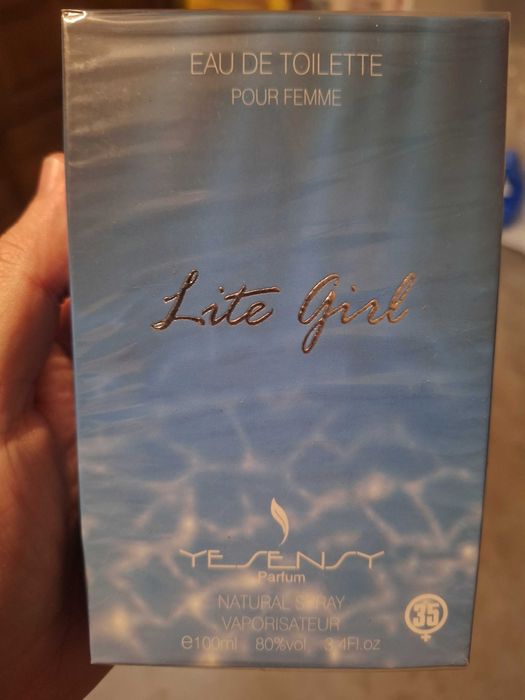 EAU DE TOILETTE
POUR FEMME
Lite Girl
YESENSY
Parfum
NATURAL SPRAY
VAPORISATEUR
e100ml 80%vol 3.4Fl.oz
35